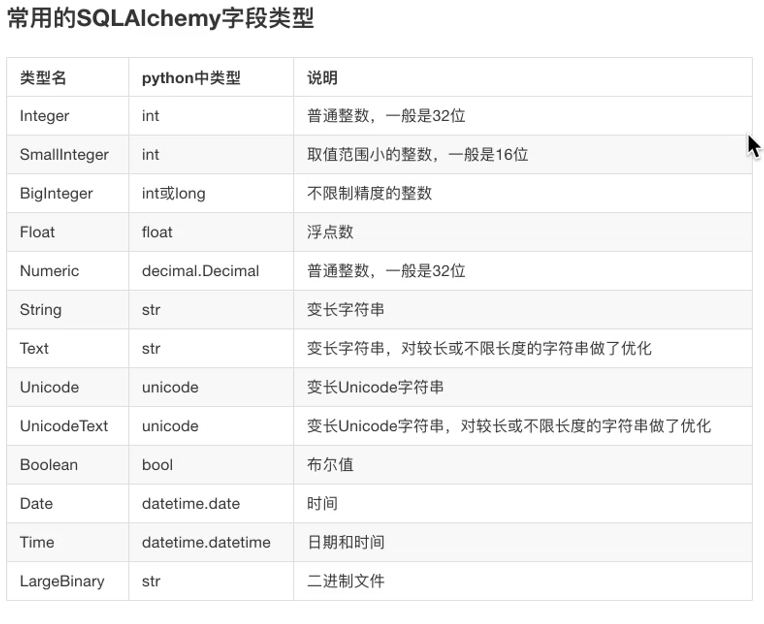 常用的SQLAlchemy字段类型
类型名 python中类型 说明
Integer int 普通整数，一般是32位
SmallInteger int 取值范围小的整数，一般是16位
BigInteger int或long 不限制精度的整数
Float float 浮点数
Numeric decimal.Decimal 普通整数，一般是32位
String str 变长字符串
Text str 变长字符串，对较长或不限长度的字符串做了优化
Unicode unicode 变长Unicode字符串
UnicodeText unicode 变长Unicode字符串，对较长或不限长度的字符串做了优化
Boolean bool 布尔值
Date datetime.date 时间
Time datetime.datetime 日期和时间
LargeBinary str 二进制文件